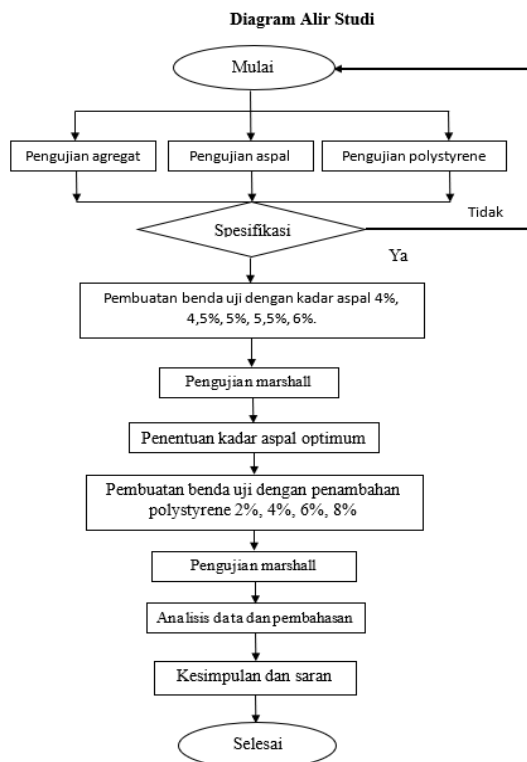 Diagram Alir Studi
Mulai
Pengujian agregat
Pengujian aspal
Pengujian polystyrene
Spesifikasi
Tidak
Ya
Pembuatan benda uji dengan kadar aspal 4%,
4,5%, 5%, 5,5%, 6%.
Pengujian marshall
Penentuan kadar aspal optimum
Pembuatan benda uji dengan penambahan
polystyrene 2%, 4%, 6%, 8%
Pengujian marshall
Analisis data dan pembahasan
Kesimpulan dan saran
Selesai